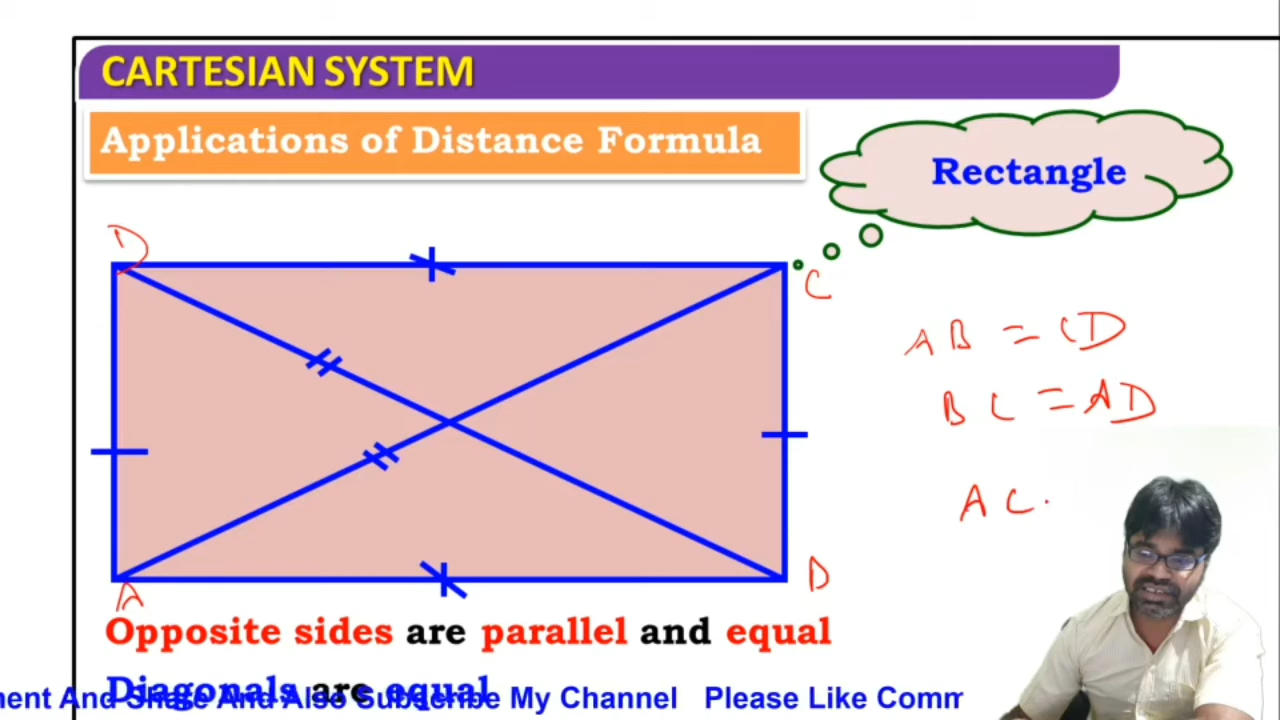 CARTESIAN SYSTEM
Applications of Distance Formula
Rectangle
D
C
AB = CD
BC = AD
AC
A
D
Opposite sides are parallel and equal
Diagonals are equal
ment And Share And Also Subscribe My Channel Please Like Comm